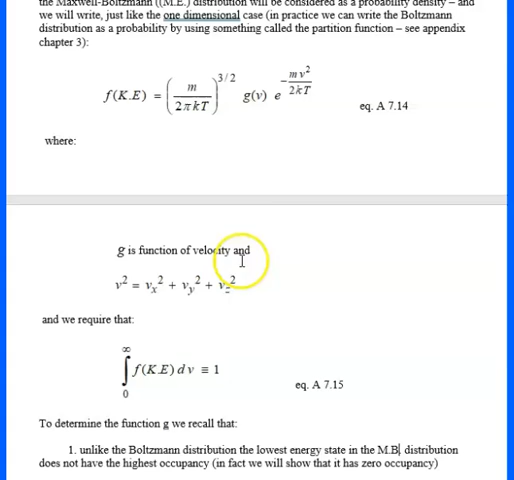 the Maxwell-Boltzmann ((M.E.) distribution will be considered as a probability density – and
we will write, just like the one dimensional case (in practice we can write the Boltzmann
distribution as a probability by using something called the partition function – see appendix
chapter 3):
f(K.E) = (m / 2πkT)^3/2 g(v) e^−mv²/2kT
eq. A 7.14
where:
g is function of velocity and
v² = vx² + vy² + vz²
and we require that:
∫0^∞ f(K.E) dv ≡ 1
eq. A 7.15
To determine the function g we recall that:
1. unlike the Boltzmann distribution the lowest energy state in the M.B distribution
does not have the highest occupancy (in fact we will show that it has zero occupancy)